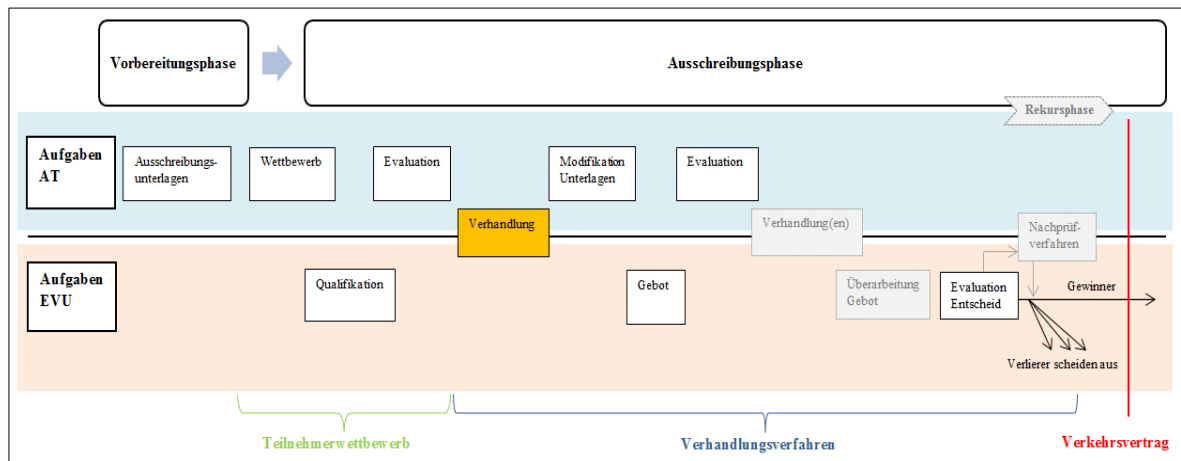 Vorbereitungsphase
Ausschreibungsphase
Rekursphase
Aufgaben
AT
Ausschreibungs-
unterlagen
Wettbewerb
Evaluation
Modifikation
Unterlagen
Evaluation
Verhandlung
Verhandlung(en)
Nachprüf-
verfahren
Aufgaben
EVU
Qualifikation
Gebot
Überarbeitung
Gebot
Evaluation
Entscheid
Gewinner
Verlierer scheiden aus
Teilnehmerwettbewerb
Verhandlungsverfahren
Verkehrsvertrag